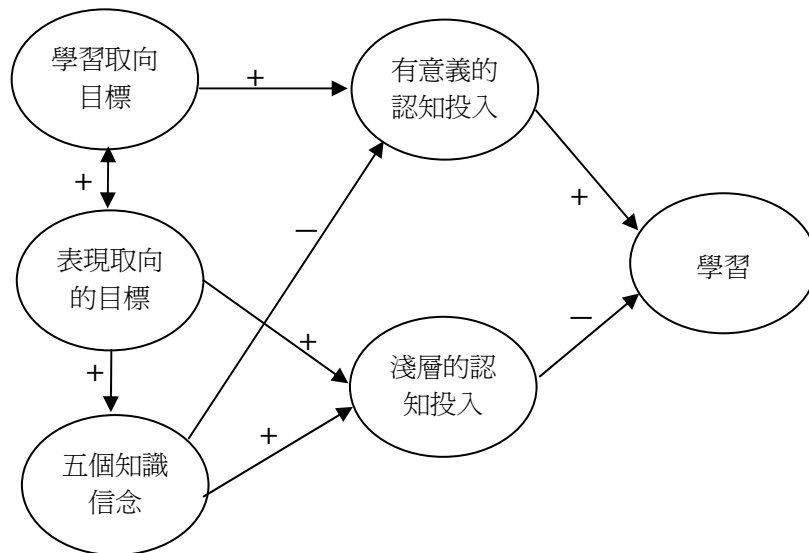 學習取向
目標
+
有意義的
認知投入
+
－
+
表現取向
的目標
+
學習
+
－
淺層的認
知投入
+
五個知識
信念
+